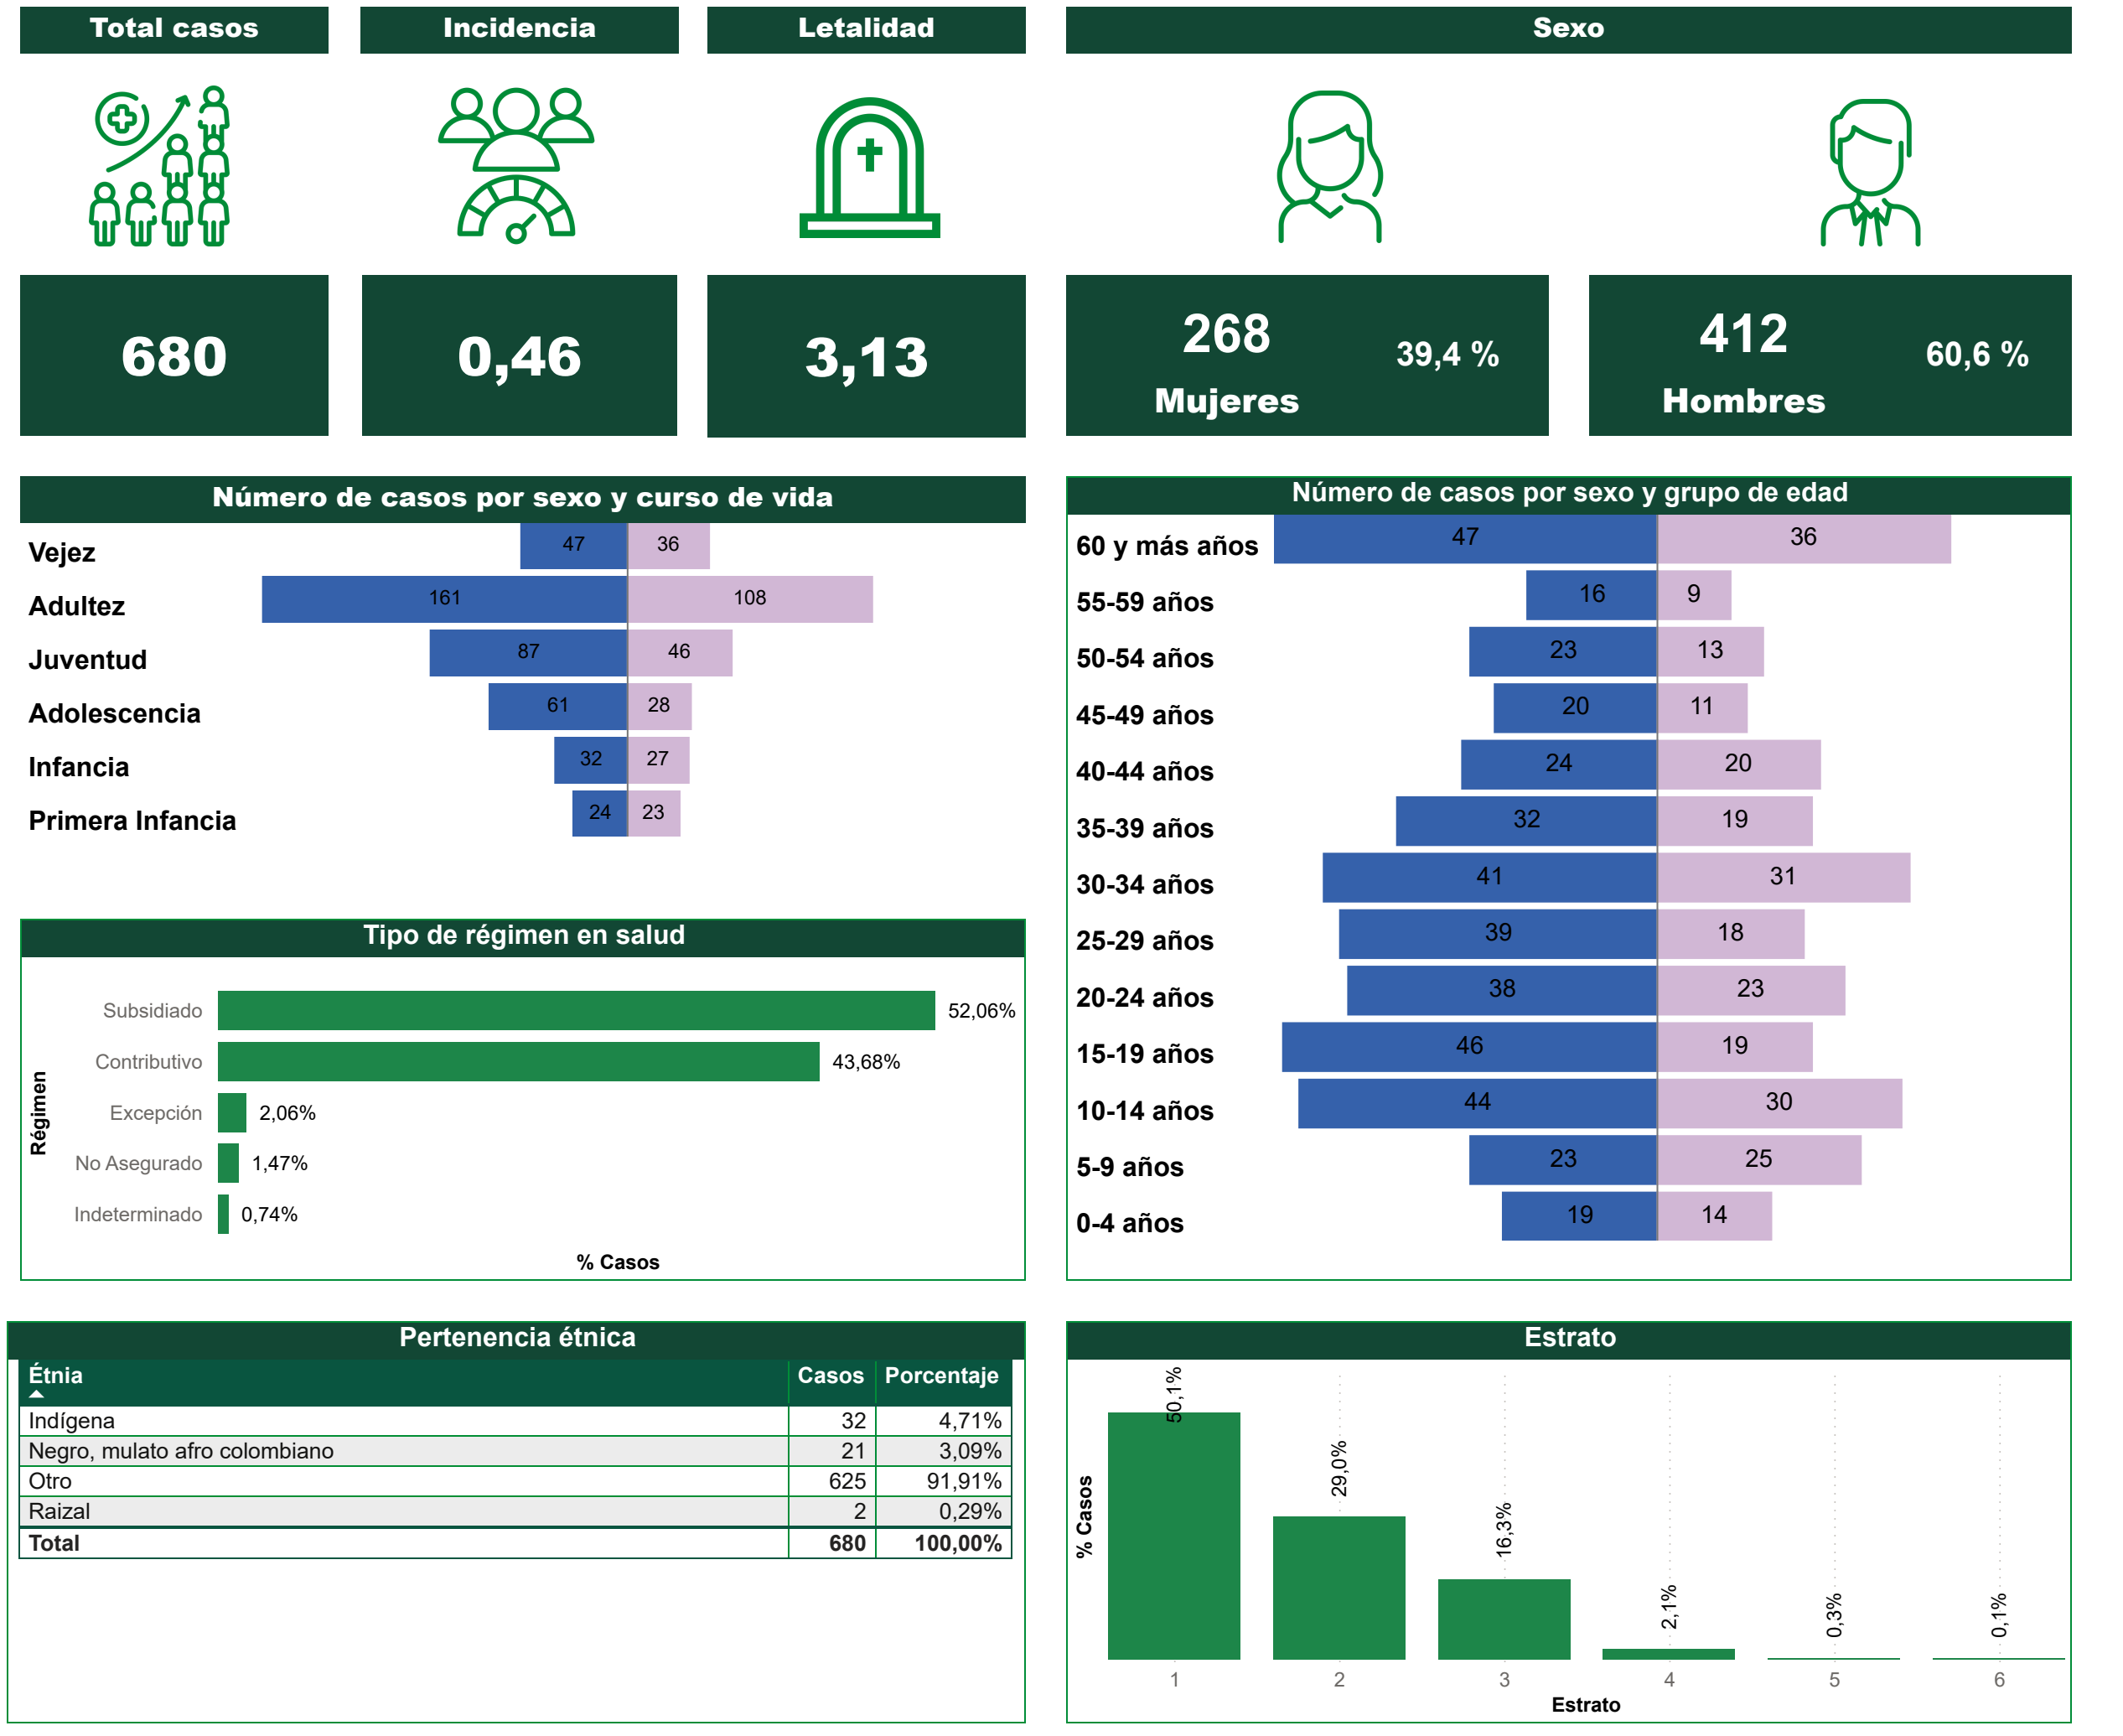 Total casos
Incidencia
Letalidad
Sexo
680
0,46
3,13
268
39,4 %
Mujeres
412
60,6 %
Hombres
Número de casos por sexo y curso de vida
Vejez 47 36
Adultez 161 108
Juventud 87 46
Adolescencia 61 28
Infancia 32 27
Primera Infancia 24 23
Número de casos por sexo y grupo de edad
60 y más años 47 36
55-59 años 16 9
50-54 años 23 13
45-49 años 20 11
40-44 años 24 20
35-39 años 32 19
30-34 años 41 31
25-29 años 39 18
20-24 años 38 23
15-19 años 46 19
10-14 años 44 30
5-9 años 23 25
0-4 años 19 14
Tipo de régimen en salud
Régimen
Subsidiado 52,06%
Contributivo 43,68%
Excepción 2,06%
No Asegurado 1,47%
Indeterminado 0,74%
% Casos
Pertenencia étnica
Étnia Casos Porcentaje
Indígena 32 4,71%
Negro, mulato afro colombiano 21 3,09%
Otro 625 91,91%
Raizal 2 0,29%
Total 680 100,00%
Estrato
% Casos
50,1%
29,0%
16,3%
2,1%
0,3%
0,1%
1 2 3 4 5 6
Estrato